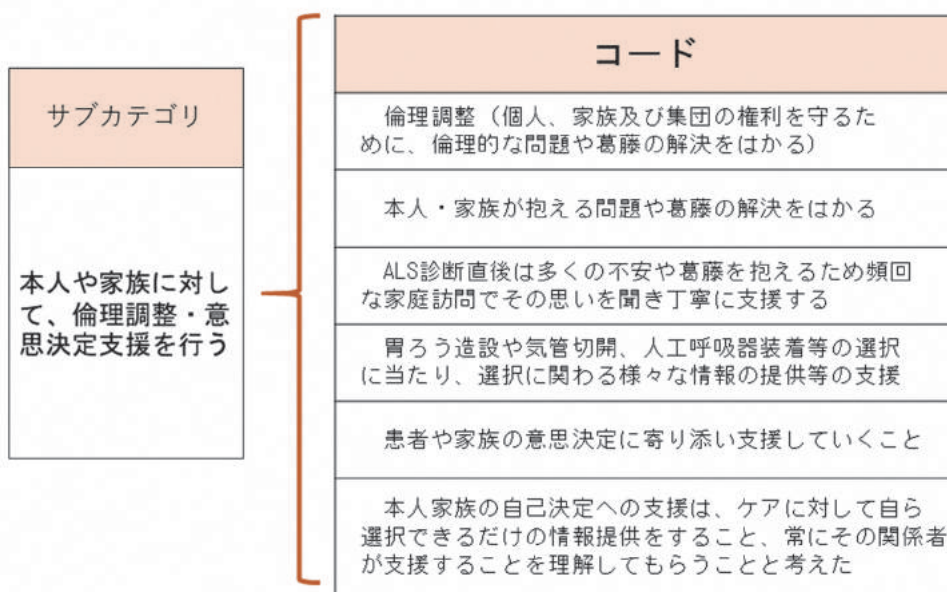 サブカテゴリ
本人や家族に対し
て、倫理調整・意
思決定支援を行う
コード
倫理調整（個人、家族及び集団の権利を守るた
めに、倫理的な問題や葛藤の解決をはかる）
本人・家族が抱える問題や葛藤の解決をはかる
ALS診断直後は多くの不安や葛藤を抱えるため頻回
な家庭訪問でその思いを聞き丁寧に支援する
胃ろう造設や気管切開、人工呼吸器装着等の選択
に当たり、選択に関わる様々な情報の提供等の支援
患者や家族の意思決定に寄り添い支援していくこと
本人家族の自己決定への支援は、ケアに対して自ら
選択できるだけの情報提供をすること、常にその関係者
が支援することを理解してもらうことと考えた